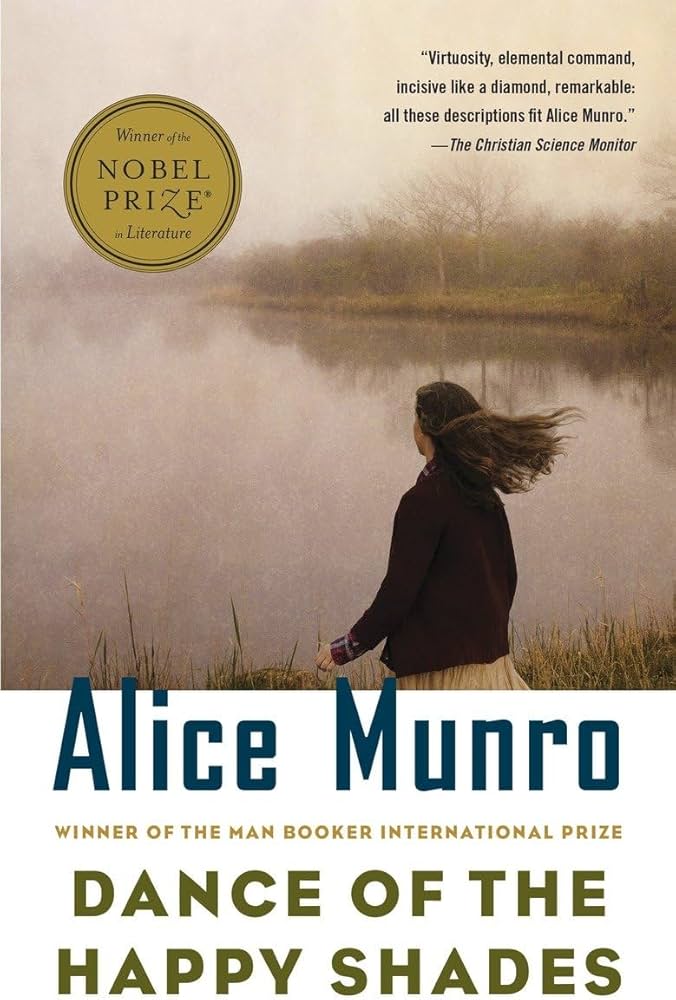 “Virtuosity, elemental command,
incisive like a diamond, remarkable:
all these descriptions fit Alice Munro.”
—The Christian Science Monitor
Winner of the
NOBEL
PRIZE®
in Literature
Alice Munro
WINNER OF THE MAN BOOKER INTERNATIONAL PRIZE
DANCE OF THE
HAPPY SHADES